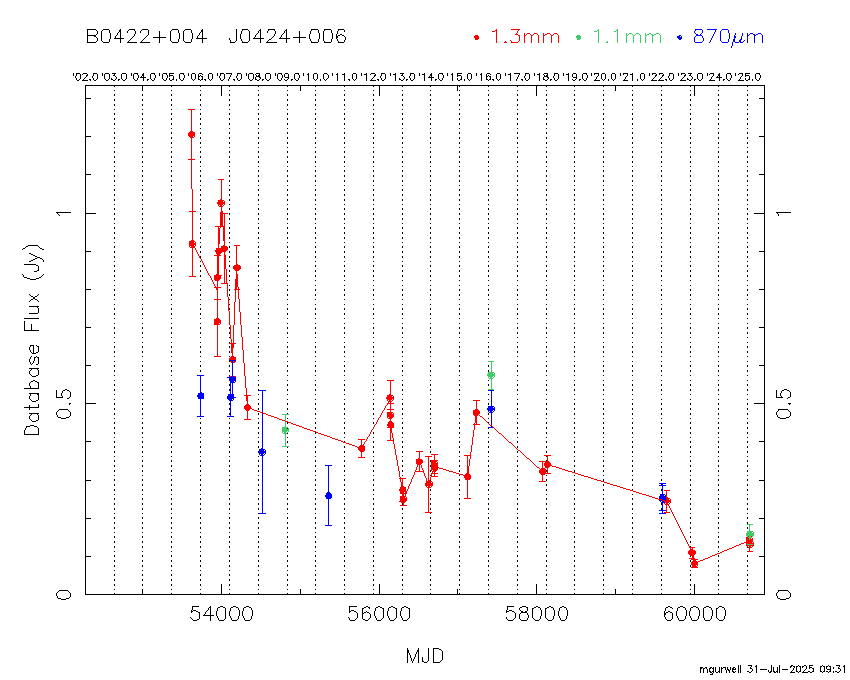 B0422+004 J0424+006 1.3mm 1.1mm 870μm
'02.0 '03.0 '04.0 '05.0 '06.0 '07.0 '08.0 '09.0 '10.0 '11.0 '12.0 '13.0 '14.0 '15.0 '16.0 '17.0 '18.0 '19.0 '20.0 '21.0 '22.0 '23.0 '24.0 '25.0
1 1
Database Flux (Jy)
0.5 0.5
0 0
54000 56000 58000 60000
MJD
mgurwell 31-Jul-2025 09:31